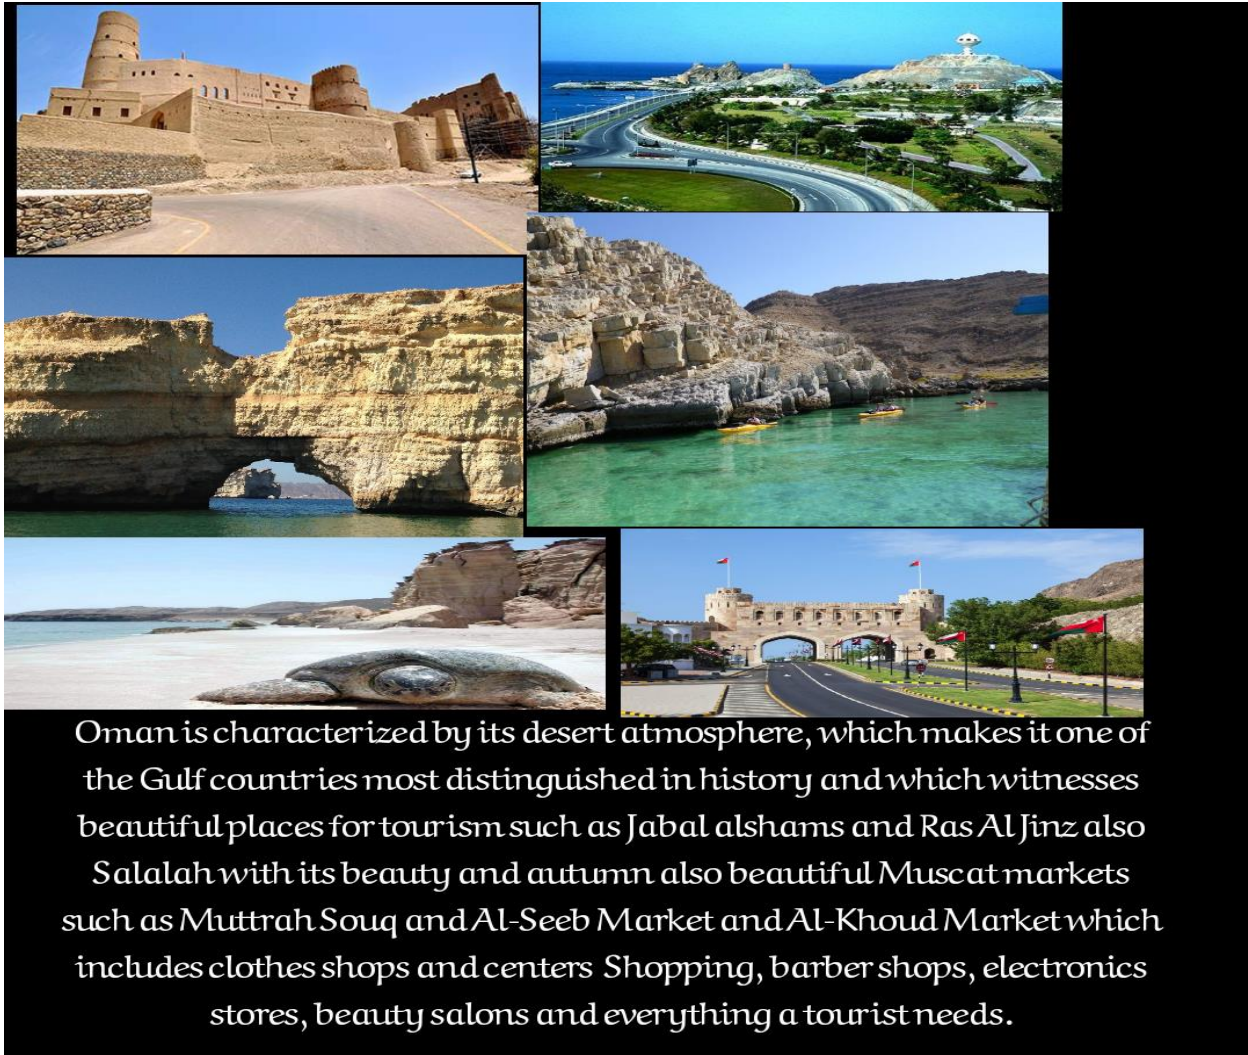 Oman is characterized by its desert atmosphere, which makes it one of
the Gulf countries most distinguished in history and which witnesses
beautiful places for tourism such as Jabal alshams and Ras Al Jinz also
Salalah with its beauty and autumn also beautiful Muscat markets
such as Muttrah Souq and Al-Seeb Market and Al-Khoud Market which
includes clothes shops and centers Shopping, barber shops, electronics
stores, beauty salons and everything a tourist needs.